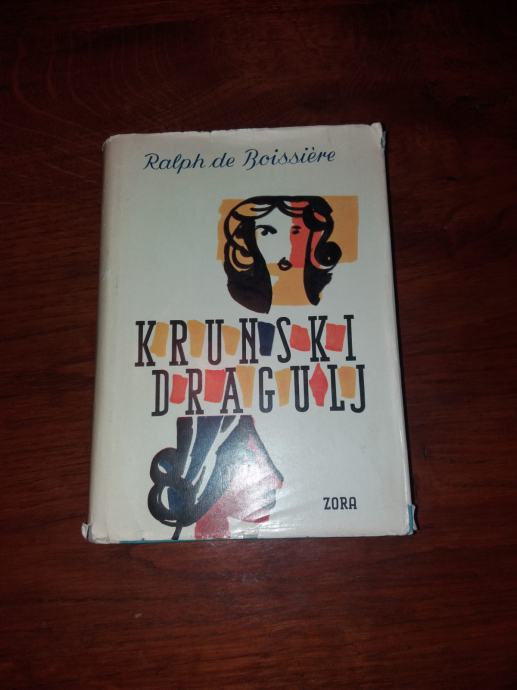 Ralph de Boissière
KRUNSKI
DRAGULJ
ZORA